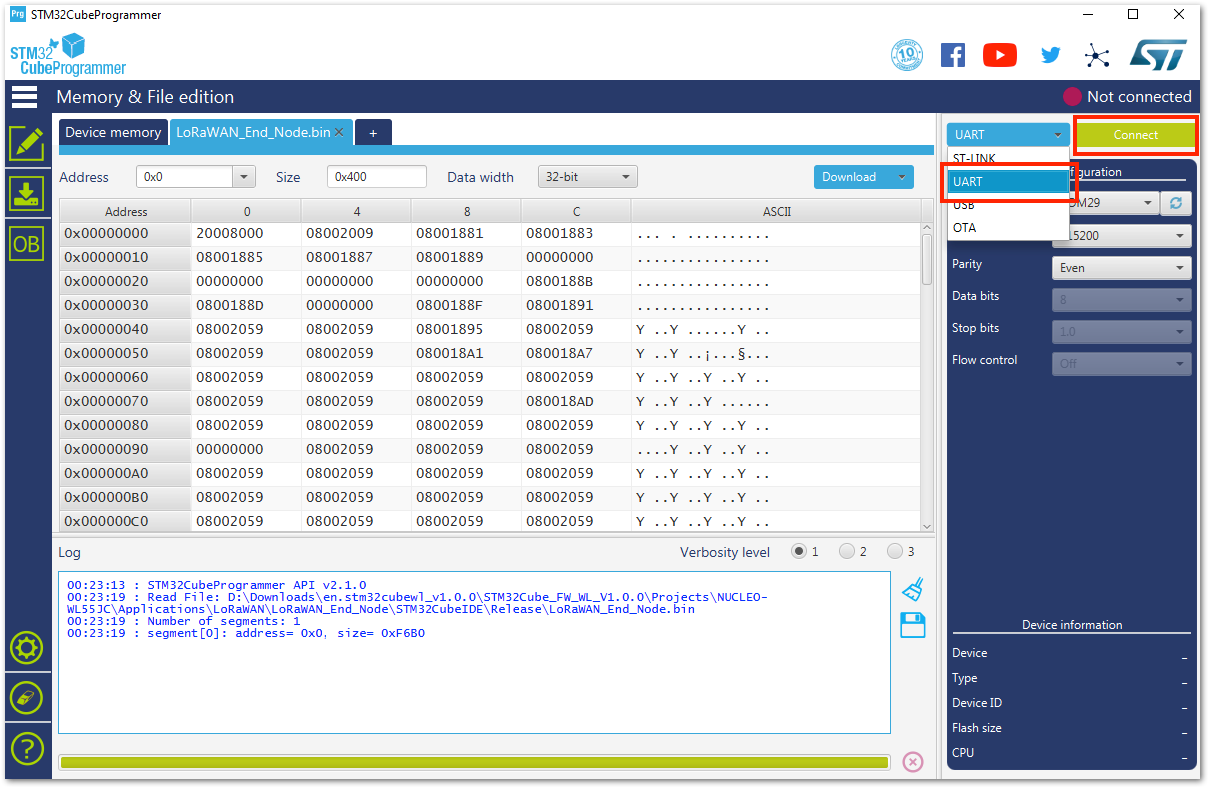 Prg STM32CubeProgrammer
STM32
CubeProgrammer
10
ST
Memory & File edition
Not connected
Device memory
LoRaWAN_End_Node.bin ×
+
UART
Connect
ST-LINK
UART
USB
OTA
Address 0x0 Size 0x400 Data width 32-bit Download
Address 0 4 8 C ASCII
0x00000000 20008000 08002009 08001881 08001883 ... . ..........
0x00000010 08001885 08001887 08001889 00000000 ................
0x00000020 00000000 00000000 00000000 0800188B ................
0x00000030 0800188D 00000000 0800188F 08001891 ................
0x00000040 08002059 08002059 08001895 08002059 Y ..Y ......Y ..
0x00000050 08002059 08002059 080018A1 080018A7 Y ..Y ..¡...§...
0x00000060 08002059 08002059 08002059 08002059 Y ..Y ..Y ..Y ..
0x00000070 08002059 08002059 08002059 080018AD Y ..Y ..Y ......
0x00000080 08002059 08002059 08002059 08002059 Y ..Y ..Y ..Y ..
0x00000090 00000000 08002059 08002059 08002059 ....Y ..Y ..Y ..
0x000000A0 08002059 08002059 08002059 08002059 Y ..Y ..Y ..Y ..
0x000000B0 08002059 08002059 08002059 08002059 Y ..Y ..Y ..Y ..
0x000000C0 08002059 08002059 08002059 08002059 Y ..Y ..Y ..Y ..
Parity Even
Data bits 8
Stop bits 1.0
Flow control Off
Log
Verbosity level 1 2 3
00:23:13 : STM32CubeProgrammer API v2.1.0
00:23:19 : Read File: D:\Downloads\en.stm32cubewl_v1.0.0\STM32Cube_FW_WL_V1.0.0\Projects\NUCLEO-
WL55JC\Applications\LoRaWAN\LoRaWAN_End_Node\STM32CubeIDE\Release\LoRaWAN_End_Node.bin
00:23:19 : Number of segments: 1
00:23:19 : segment[0]: address= 0x0, size= 0xF6B0
Device information
Device -
Type -
Device ID -
Flash size -
CPU -
OB
?